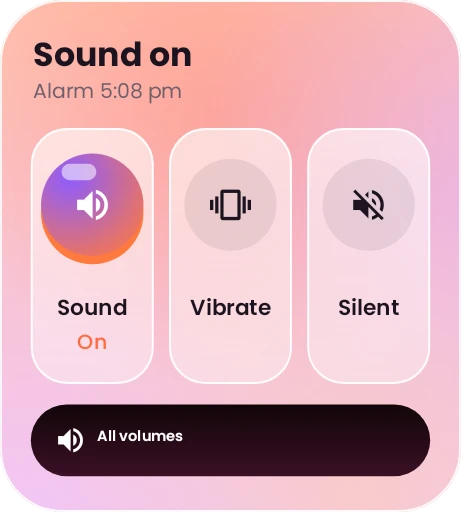 Sound on
Alarm 5:08 pm
Sound
On
Vibrate
Silent
All volumes